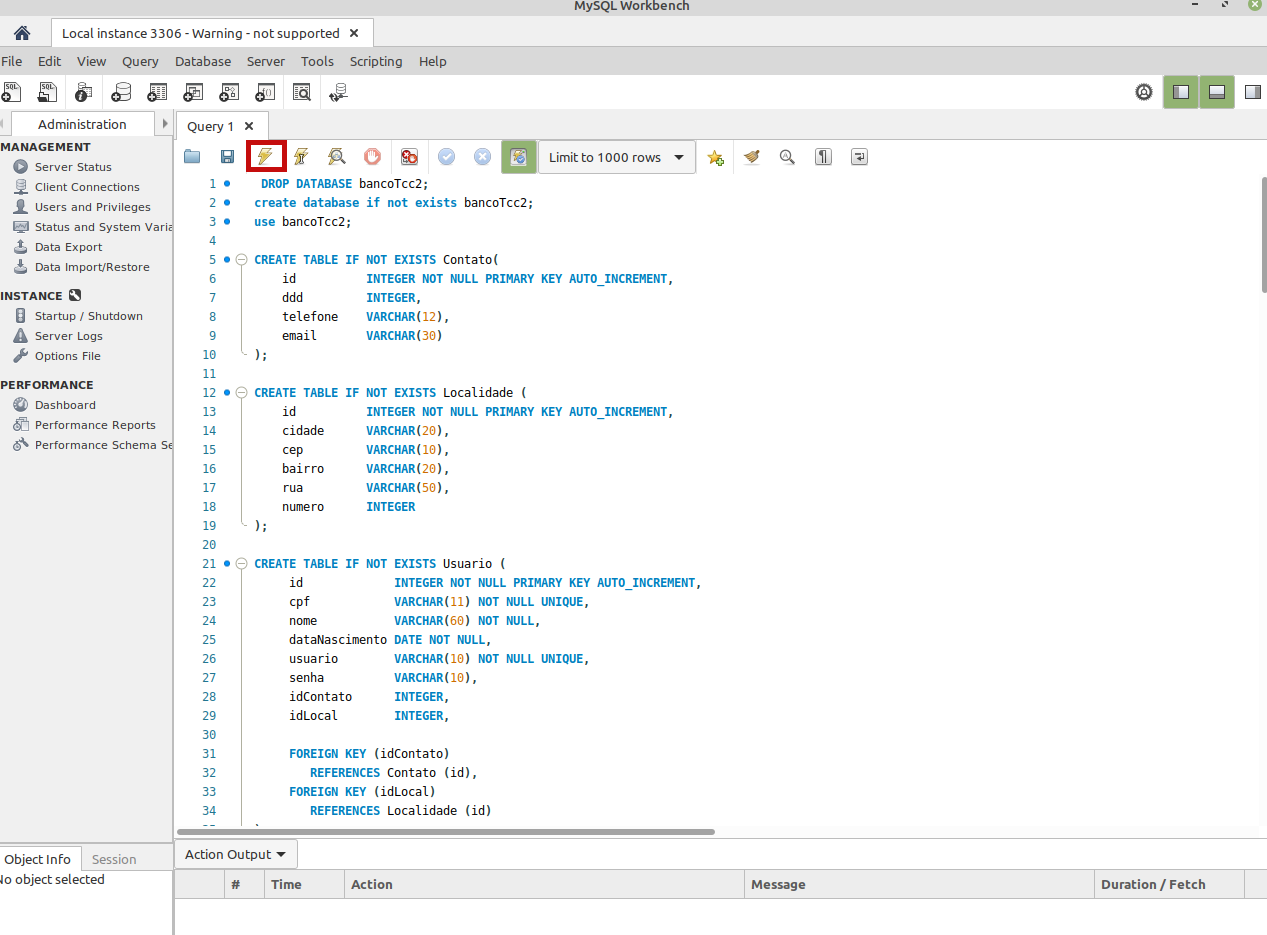 MySQL Workbench
Local instance 3306 - Warning - not supported
File Edit View Query Database Server Tools Scripting Help
Administration
MANAGEMENT
Server Status
Client Connections
Users and Privileges
Status and System Varia
Data Export
Data Import/Restore
INSTANCE
Startup / Shutdown
Server Logs
Options File
PERFORMANCE
Dashboard
Performance Reports
Performance Schema Se
Object Info Session
No object selected
Query 1
Limit to 1000 rows
1 DROP DATABASE bancoTcc2;
2 create database if not exists bancoTcc2;
3 use bancoTcc2;
4
5 CREATE TABLE IF NOT EXISTS Contato(
6 id INTEGER NOT NULL PRIMARY KEY AUTO_INCREMENT,
7 ddd INTEGER,
8 telefone VARCHAR(12),
9 email VARCHAR(30)
10 );
11
12 CREATE TABLE IF NOT EXISTS Localidade (
13 id INTEGER NOT NULL PRIMARY KEY AUTO_INCREMENT,
14 cidade VARCHAR(20),
15 cep VARCHAR(10),
16 bairro VARCHAR(20),
17 rua VARCHAR(50),
18 numero INTEGER
19 );
20
21 CREATE TABLE IF NOT EXISTS Usuario (
22 id INTEGER NOT NULL PRIMARY KEY AUTO_INCREMENT,
23 cpf VARCHAR(11) NOT NULL UNIQUE,
24 nome VARCHAR(60) NOT NULL,
25 dataNascimento DATE NOT NULL,
26 usuario VARCHAR(10) NOT NULL UNIQUE,
27 senha VARCHAR(10),
28 idContato INTEGER,
29 idLocal INTEGER,
30
31 FOREIGN KEY (idContato)
32 REFERENCES Contato (id),
33 FOREIGN KEY (idLocal)
34 REFERENCES Localidade (id)
Action Output
# Time Action Message Duration / Fetch